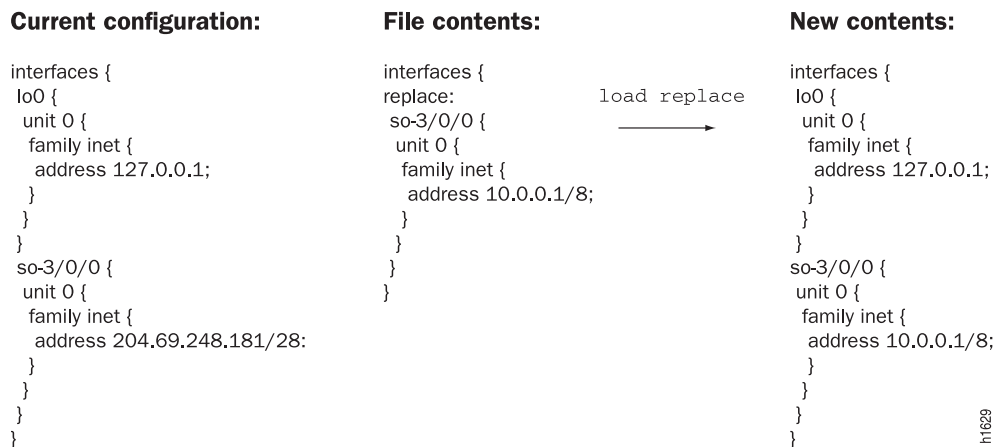 Current configuration:
interfaces {
lo0 {
unit 0 {
family inet {
address 127.0.0.1;
}
}
}
so-3/0/0 {
unit 0 {
family inet {
address 204.69.248.181/28:
}
}
}
}
File contents:
interfaces {
replace:
so-3/0/0 {
unit 0 {
family inet {
address 10.0.0.1/8;
}
}
}
}
load replace
New contents:
interfaces {
lo0 {
unit 0 {
family inet {
address 127.0.0.1;
}
}
}
so-3/0/0 {
unit 0 {
family inet {
address 10.0.0.1/8;
}
}
}
}
h1629